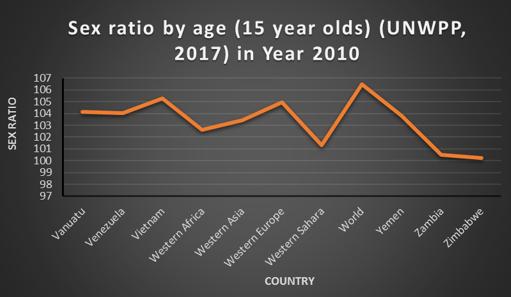 Sex ratio by age (15 year olds) (UNWPP,
2017) in Year 2010
SEX RATIO
107
106
105
104
103
102
101
100
99
98
97
Vanuatu
Venezuela
Vietnam
Western Africa
Western Asia
Western Europe
Western Sahara
World
Yemen
Zambia
Zimbabwe
COUNTRY